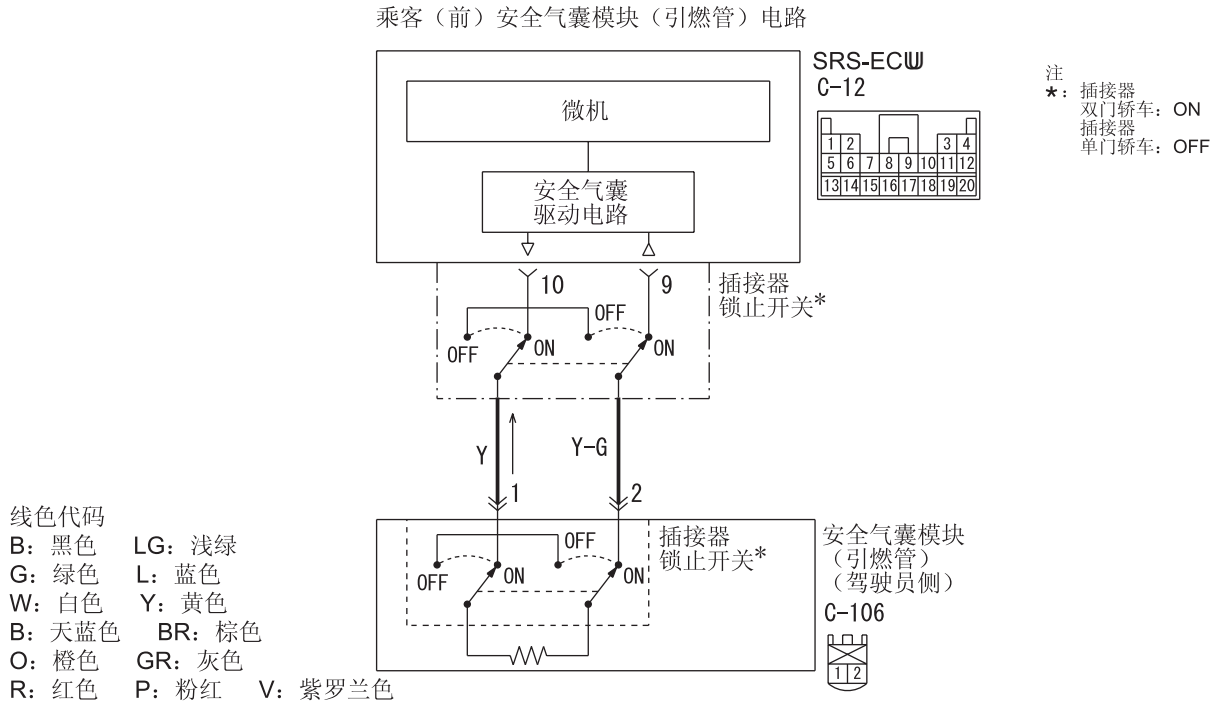 乘客（前）安全气囊模块（引燃管）电路
SRS-ECU
C-12
微机
安全气囊
驱动电路
1 2 3 4
5 6 7 8 9 10 11 12
13 14 15 16 17 18 19 20
注
*：插接器
双门轿车：ON
插接器
单门轿车：OFF
10 9
插接器
锁止开关*
OFF
OFF ON ON
Y Y-G
1 2
插接器
锁止开关*
OFF
OFF ON ON
安全气囊模块
（引燃管）
（驾驶员侧）
C-106
1 2
线色代码
B：黑色 LG：浅绿
G：绿色 L：蓝色
W：白色 Y：黄色
B：天蓝色 BR：棕色
O：橙色 GR：灰色
R：红色 P：粉红 V：紫罗兰色